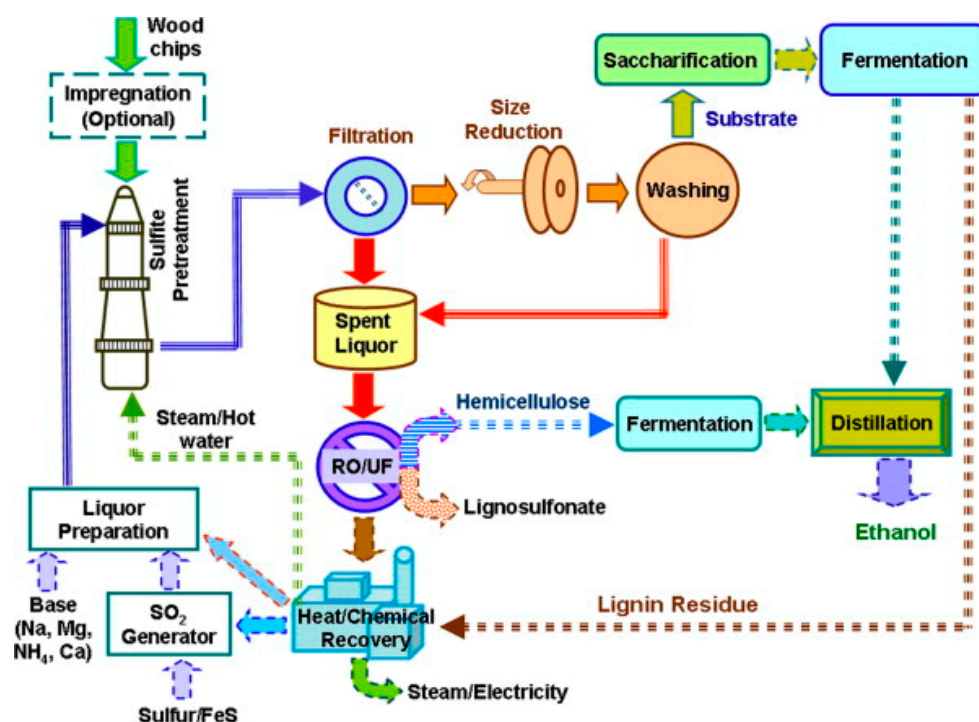 Wood
chips
Impregnation
(Optional)
Sulfite
Pretreatment
Filtration
Size
Reduction
Washing
Substrate
Saccharification
Fermentation
Spent
Liquor
Steam/Hot
water
RO/UF
Hemicellulose
Fermentation
Distillation
Lignosulfonate
Ethanol
Liquor
Preparation
Base
(Na, Mg,
NH₄, Ca)
SO₂
Generator
Sulfur/FeS
Heat/Chemical
Recovery
Lignin Residue
Steam/Electricity